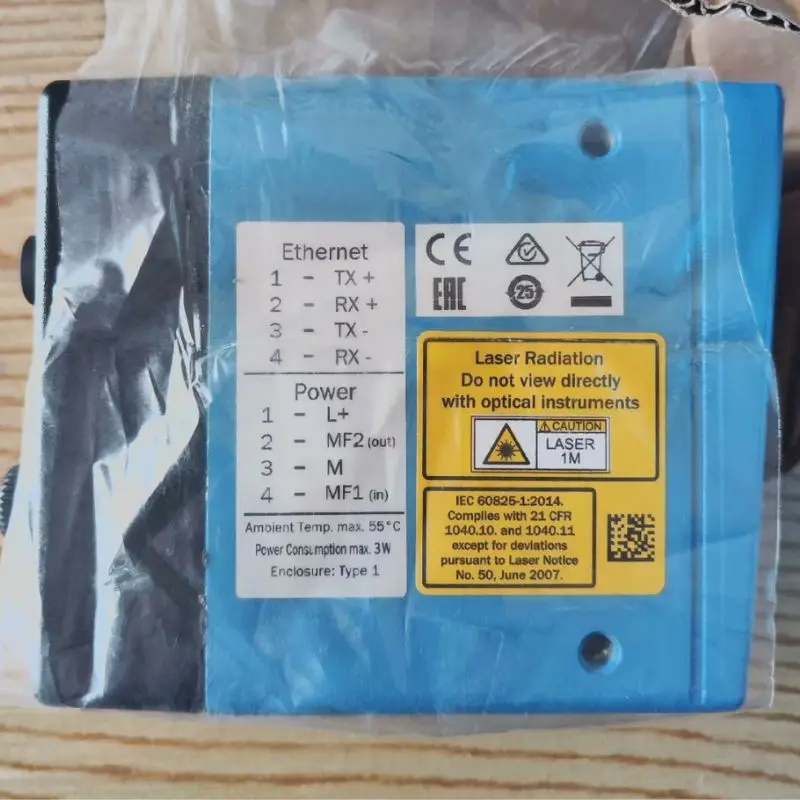 Ethernet
1 - TX +
2 - RX +
3 - TX -
4 - RX -
Power
1 - L+
2 - MF2 (out)
3 - M
4 - MF1 (in)
Ambient Temp. max. 55°C
Power Consumption max. 3W
Enclosure: Type 1
CE
EAC
25
Laser Radiation
Do not view directly
with optical instruments
CAUTION
LASER
1M
IEC 60825-1:2014.
Complies with 21 CFR
1040.10. and 1040.11
except for deviations
pursuant to Laser Notice
No. 50, June 2007.